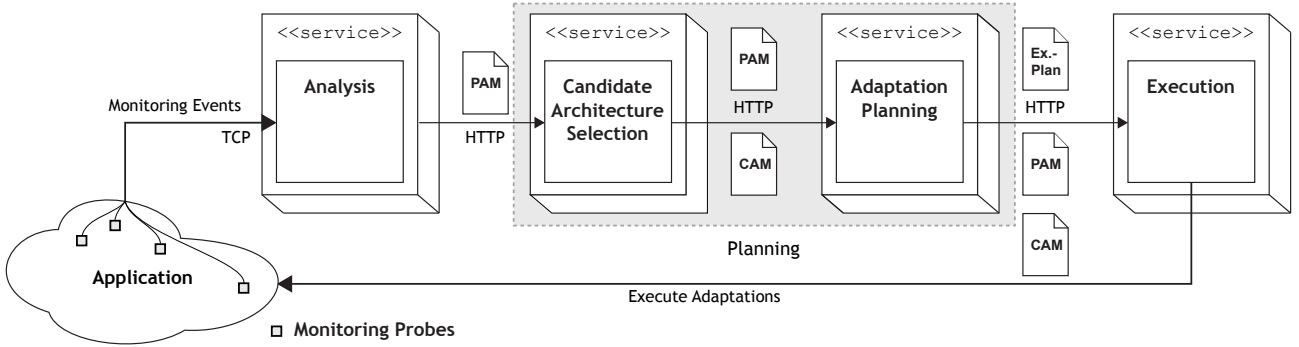 <<service>>
Analysis
Monitoring Events
TCP
PAM
HTTP
<<service>>
Candidate
Architecture
Selection
PAM
HTTP
CAM
<<service>>
Adaptation
Planning
Ex.-
Plan
HTTP
PAM
CAM
<<service>>
Execution
Planning
Application
Execute Adaptations
Monitoring Probes